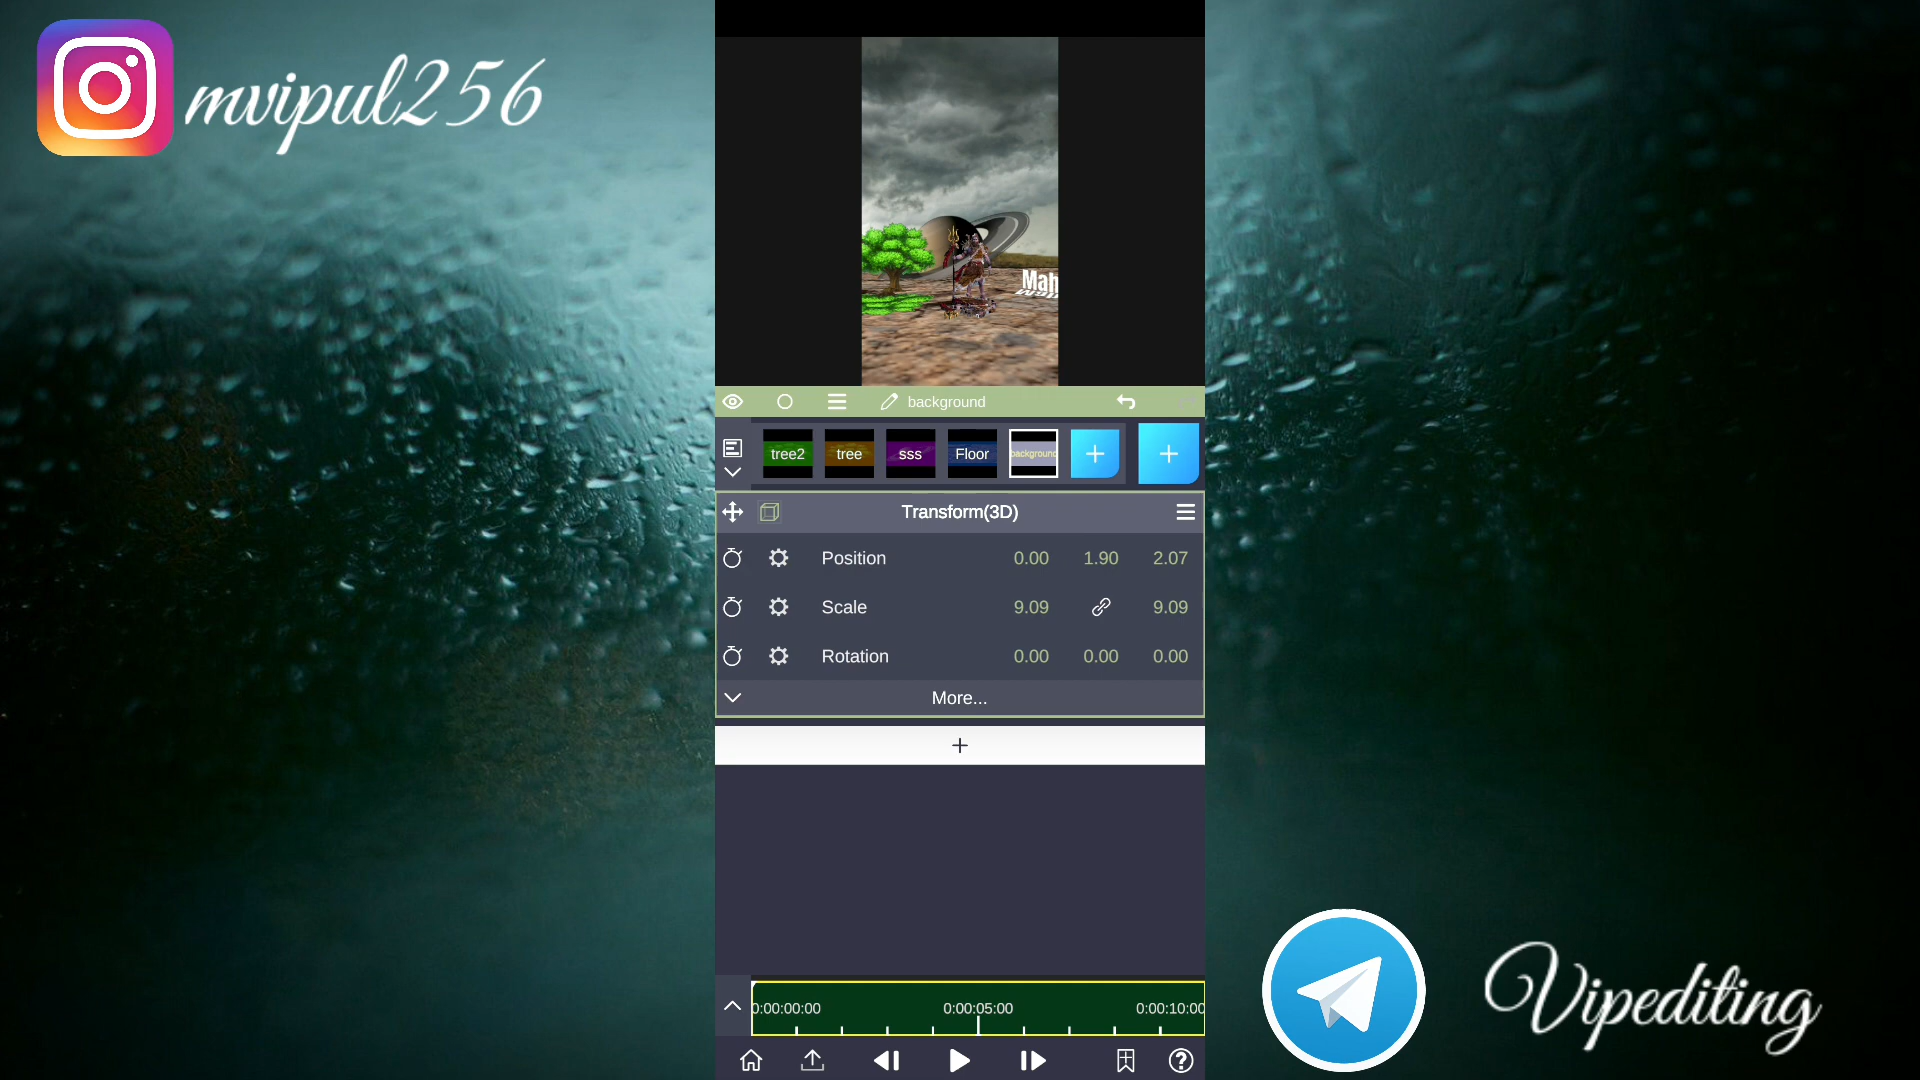 mvipul256
Mah
background
tree2 tree sss Floor background
Transform(3D)
Position 0.00 1.90 2.07
Scale 9.09 9.09
Rotation 0.00 0.00 0.00
More...
0:00:00:00 0:00:05:00 0:00:10:00
Vipediting